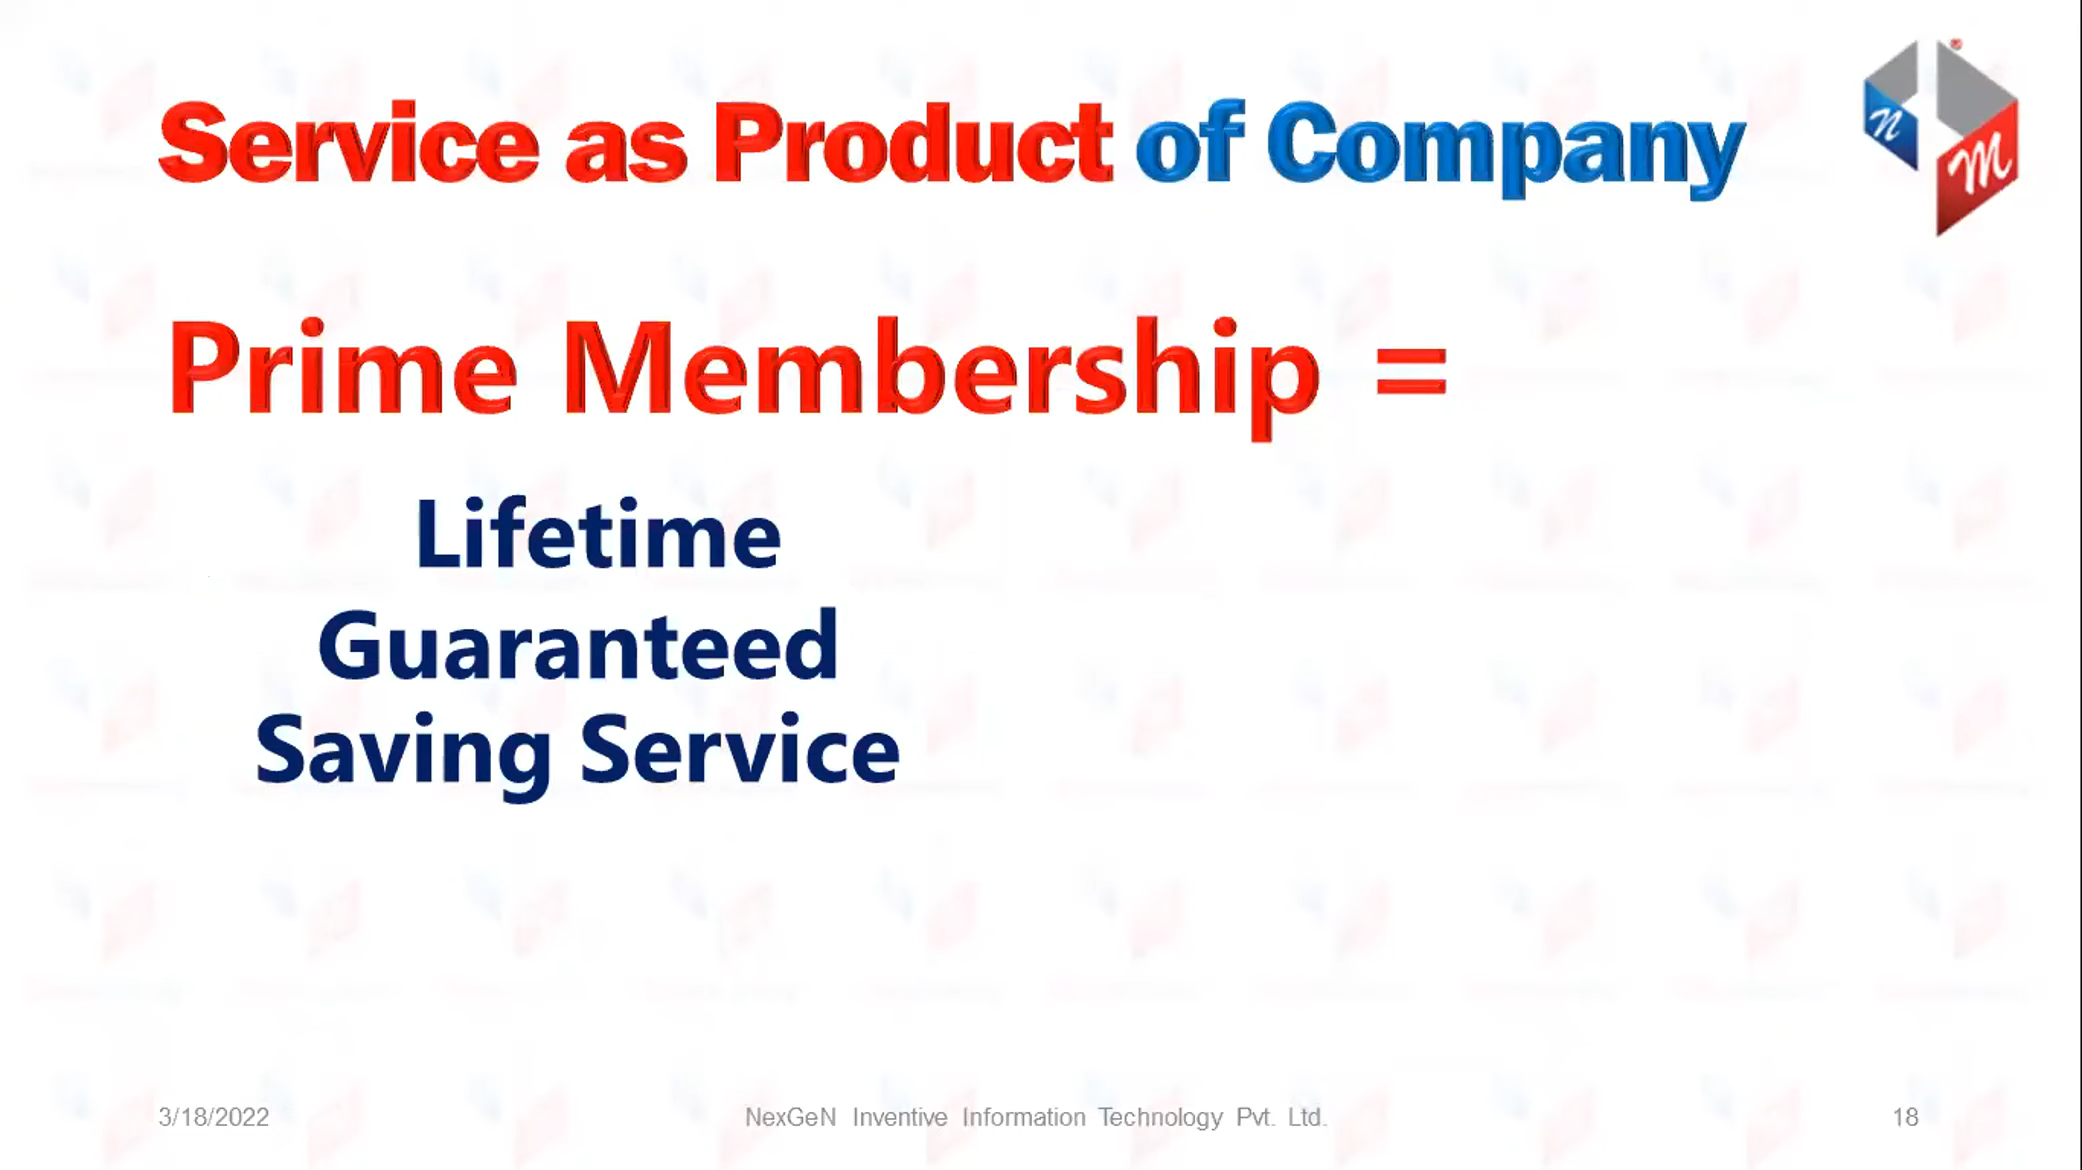 Service as Product of Company
n
M
Prime Membership =
Lifetime
Guaranteed
Saving Service
3/18/2022
NexGeN Inventive Information Technology Pvt. Ltd.
18